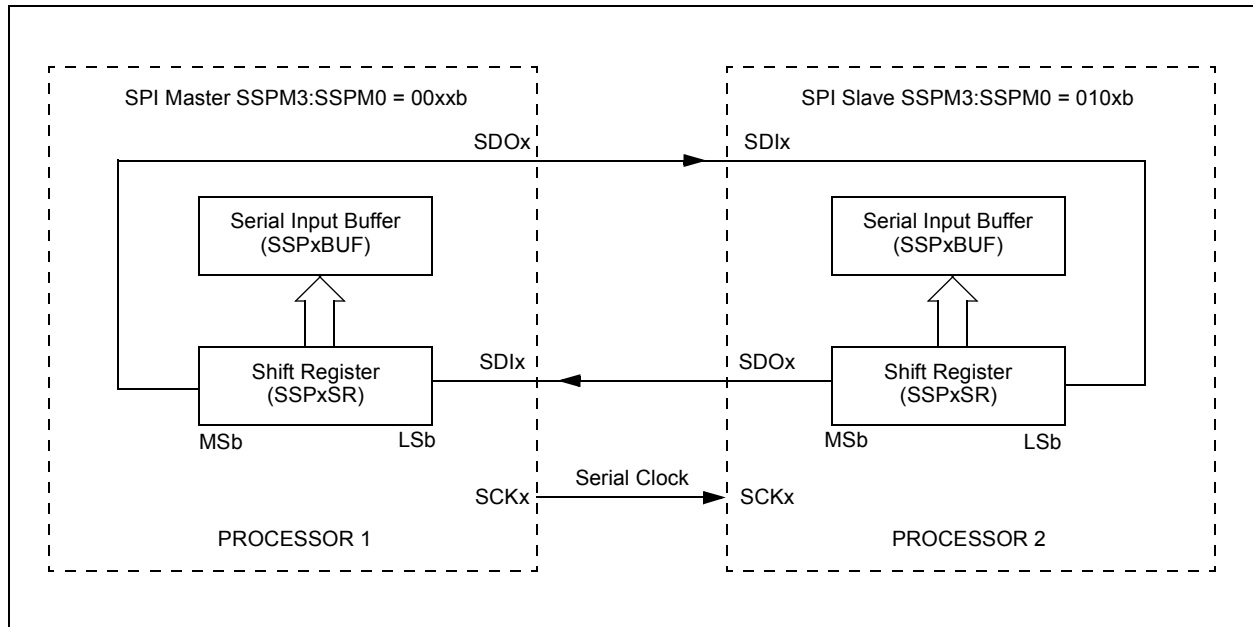 SPI Master SSPM3:SSPM0 = 00xxb
SPI Slave SSPM3:SSPM0 = 010xb
SDOx
SDIx
Serial Input Buffer
(SSPxBUF)
Serial Input Buffer
(SSPxBUF)
Shift Register
(SSPxSR)
MSb
LSb
SDIx
SDOx
Shift Register
(SSPxSR)
MSb
LSb
Serial Clock
SCKx
SCKx
PROCESSOR 1
PROCESSOR 2